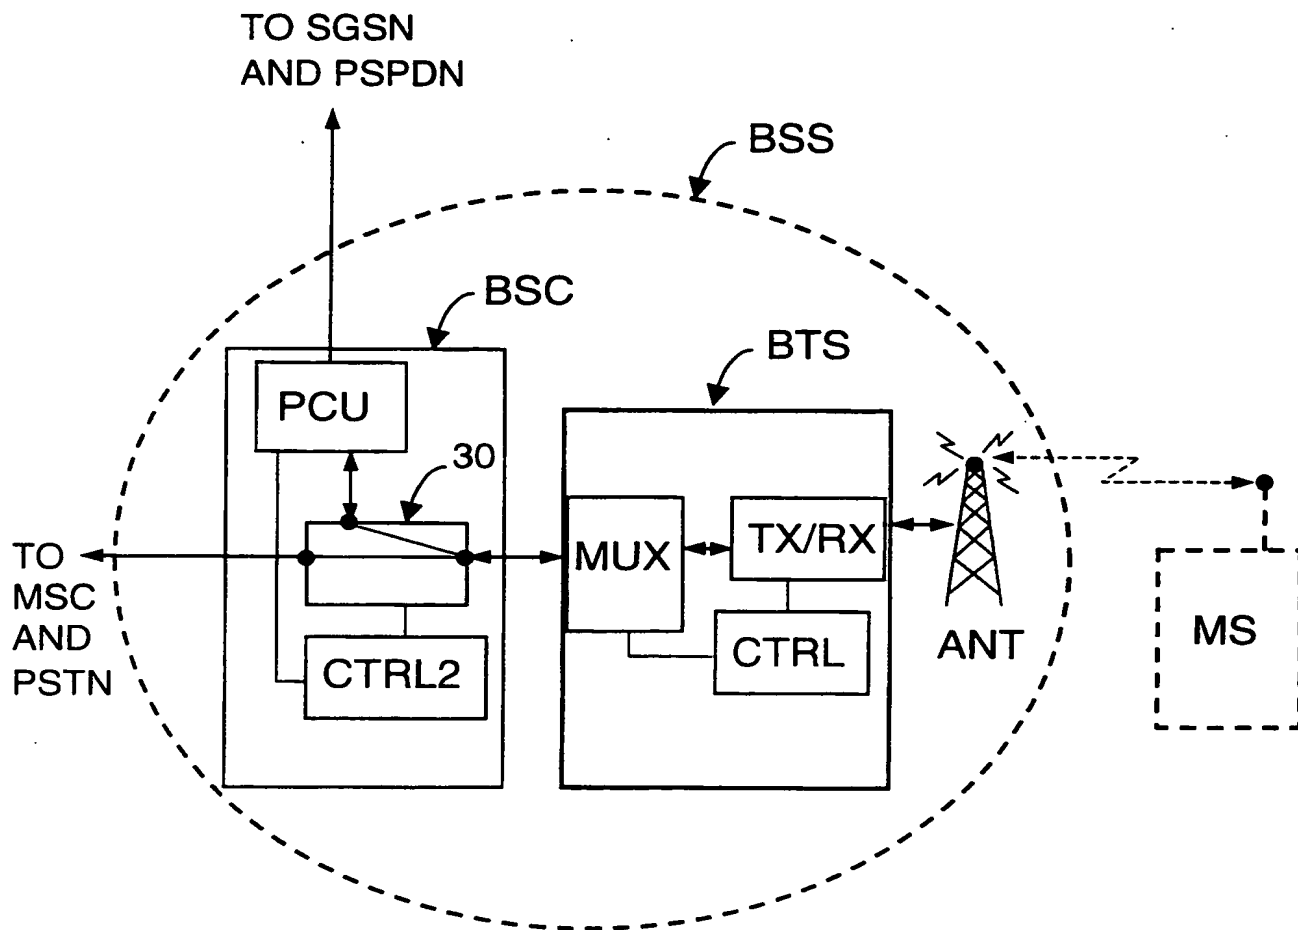 TO SGSN
AND PSPDN
BSS
BSC
BTS
PCU
30
TO
MSC
AND
PSTN
MUX
TX/RX
CTRL2
CTRL
ANT
MS